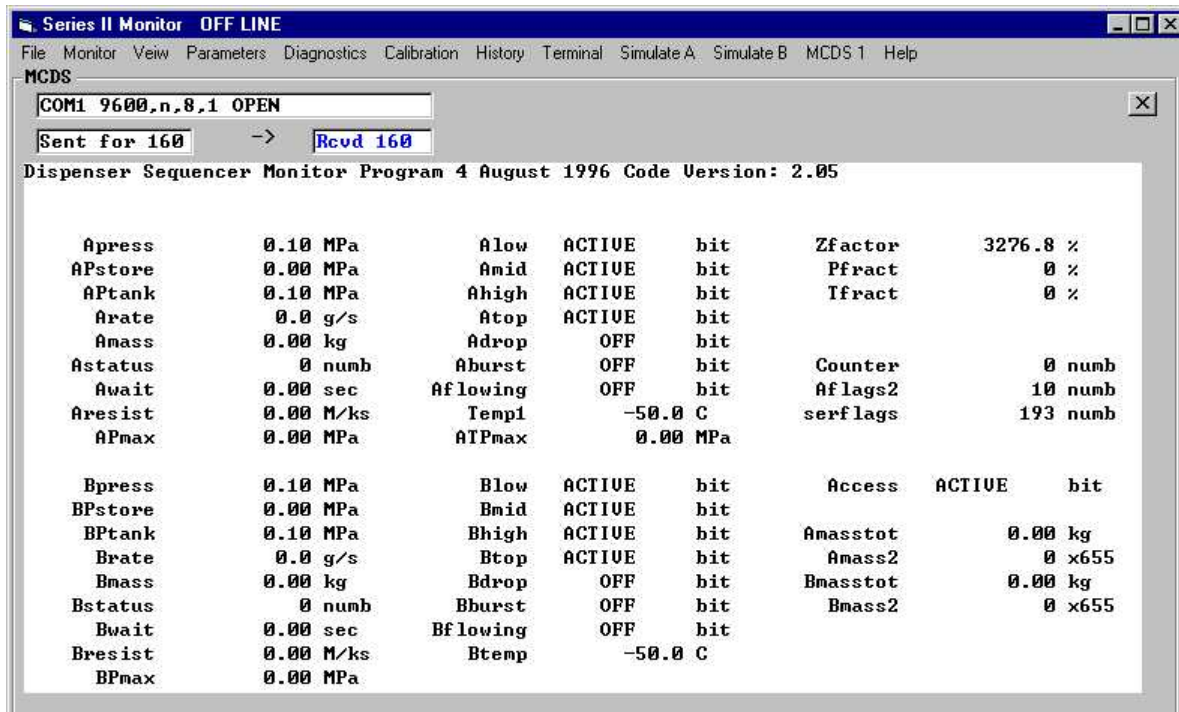 Series II Monitor OFF LINE
File Monitor Veiw Parameters Diagnostics Calibration History Terminal Simulate A Simulate B MCDS 1 Help
MCDS
COM1 9600,n,8,1 OPEN
Sent for 160 -> Rcvd 160
Dispenser Sequencer Monitor Program 4 August 1996 Code Version: 2.05
Apress 0.10 MPa Alow ACTIVE bit Zfactor 3276.8 %
APstore 0.00 MPa Amid ACTIVE bit Pfract 0 %
APtank 0.10 MPa Ahigh ACTIVE bit Tfract 0 %
Arate 0.0 g/s Atop ACTIVE bit
Amass 0.00 kg Adrop OFF bit
Astatus 0 numb Aburst OFF bit Counter 0 numb
Await 0.00 sec Aflowing OFF bit Aflags2 10 numb
Aresist 0.00 M/ks Temp1 -50.0 C serflags 193 numb
APmax 0.00 MPa ATPmax 0.00 MPa
Bpress 0.10 MPa Blow ACTIVE bit Access ACTIVE bit
BPstore 0.00 MPa Bmid ACTIVE bit
BPtank 0.10 MPa Bhigh ACTIVE bit Amasstot 0.00 kg
Brate 0.0 g/s Btop ACTIVE bit Amass2 0 x655
Bmass 0.00 kg Bdrop OFF bit Bmasstot 0.00 kg
Bstatus 0 numb Bburst OFF bit Bmass2 0 x655
Bwait 0.00 sec Bflowing OFF bit
Bresist 0.00 M/ks Btemp -50.0 C
BPmax 0.00 MPa